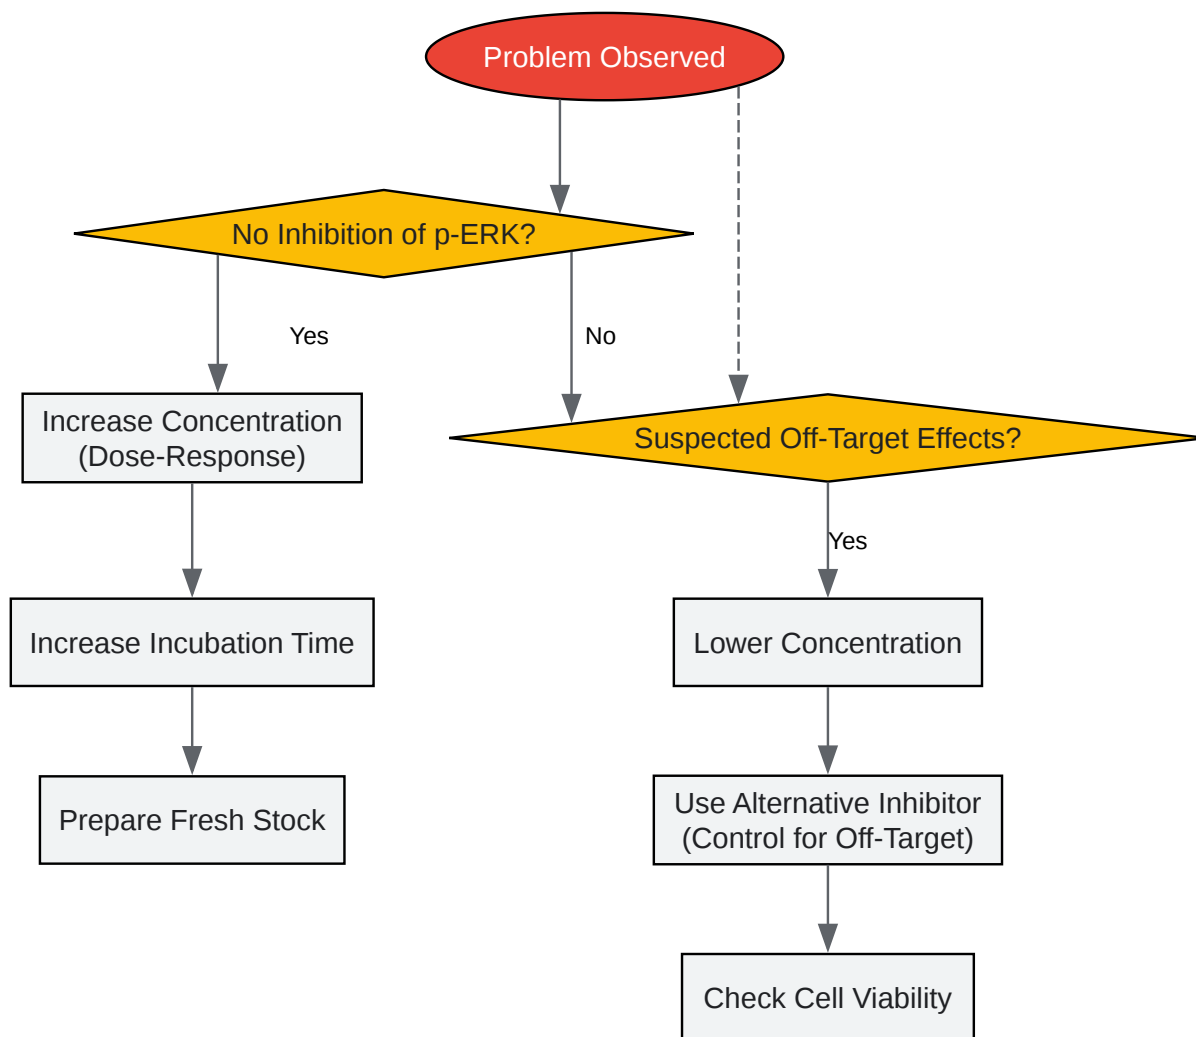 Problem Observed
No Inhibition of p-ERK?
Yes
No
Increase Concentration
(Dose-Response)
Suspected Off-Target Effects?
Yes
Increase Incubation Time
Lower Concentration
Prepare Fresh Stock
Use Alternative Inhibitor
(Control for Off-Target)
Check Cell Viability